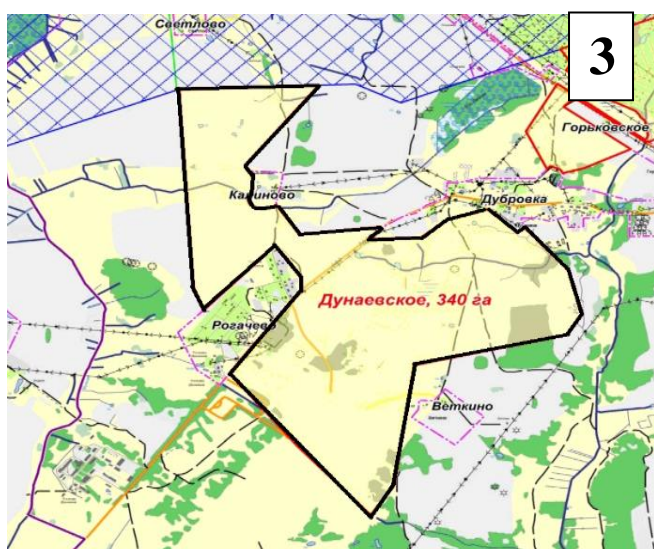 Светлово
3
Горьковское
Калиново
Дубровка
Дунаевское, 340 га
Рогачево
Веткино